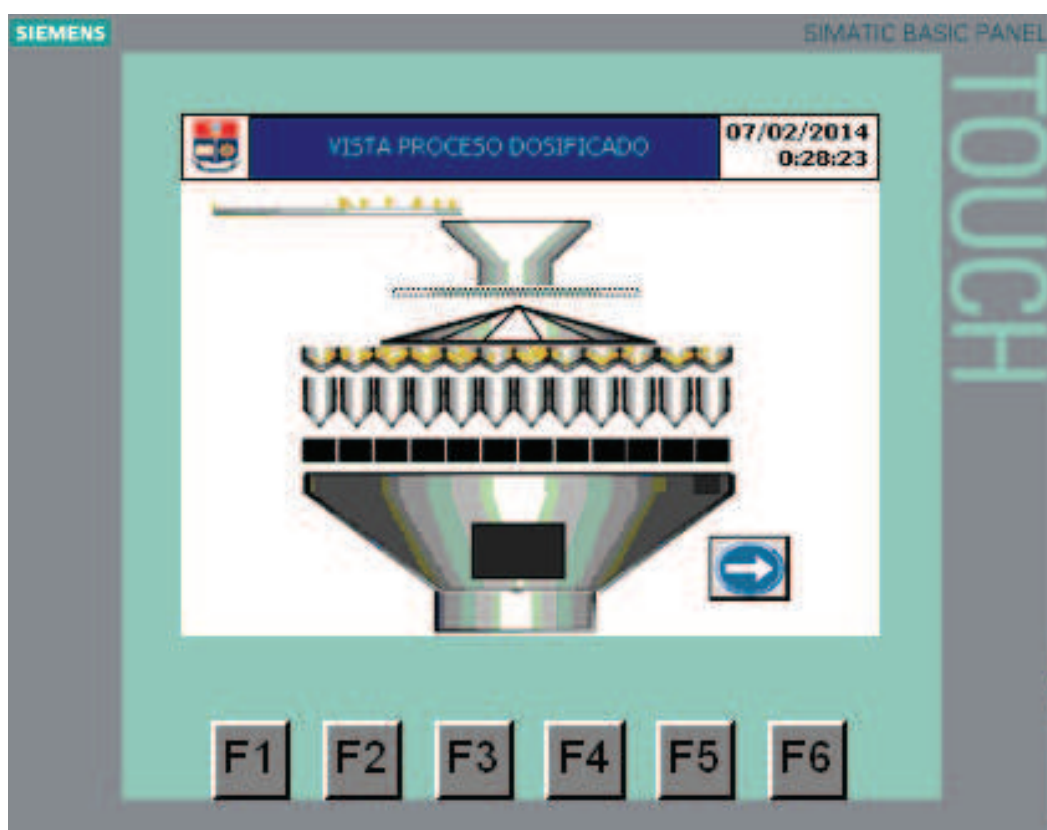 SIEMENS
SIMATIC BASIC PANEL
TOUCH
VISTA PROCESO DOSIFICADO
07/02/2014
0:28:23
F1 F2 F3 F4 F5 F6